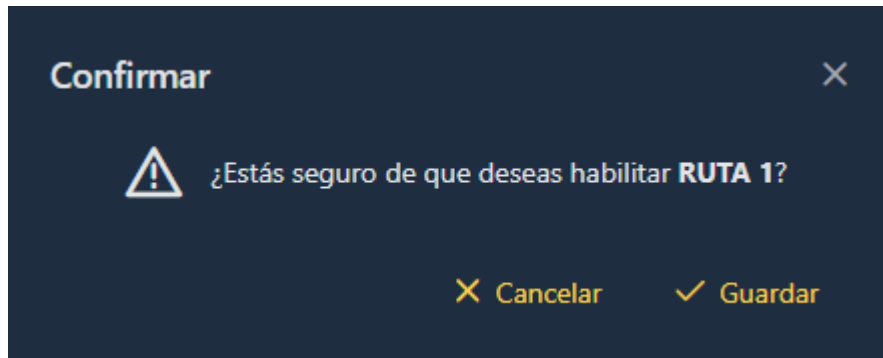 Confirmar
¿Estás seguro de que deseas habilitar RUTA 1?
Cancelar
Guardar